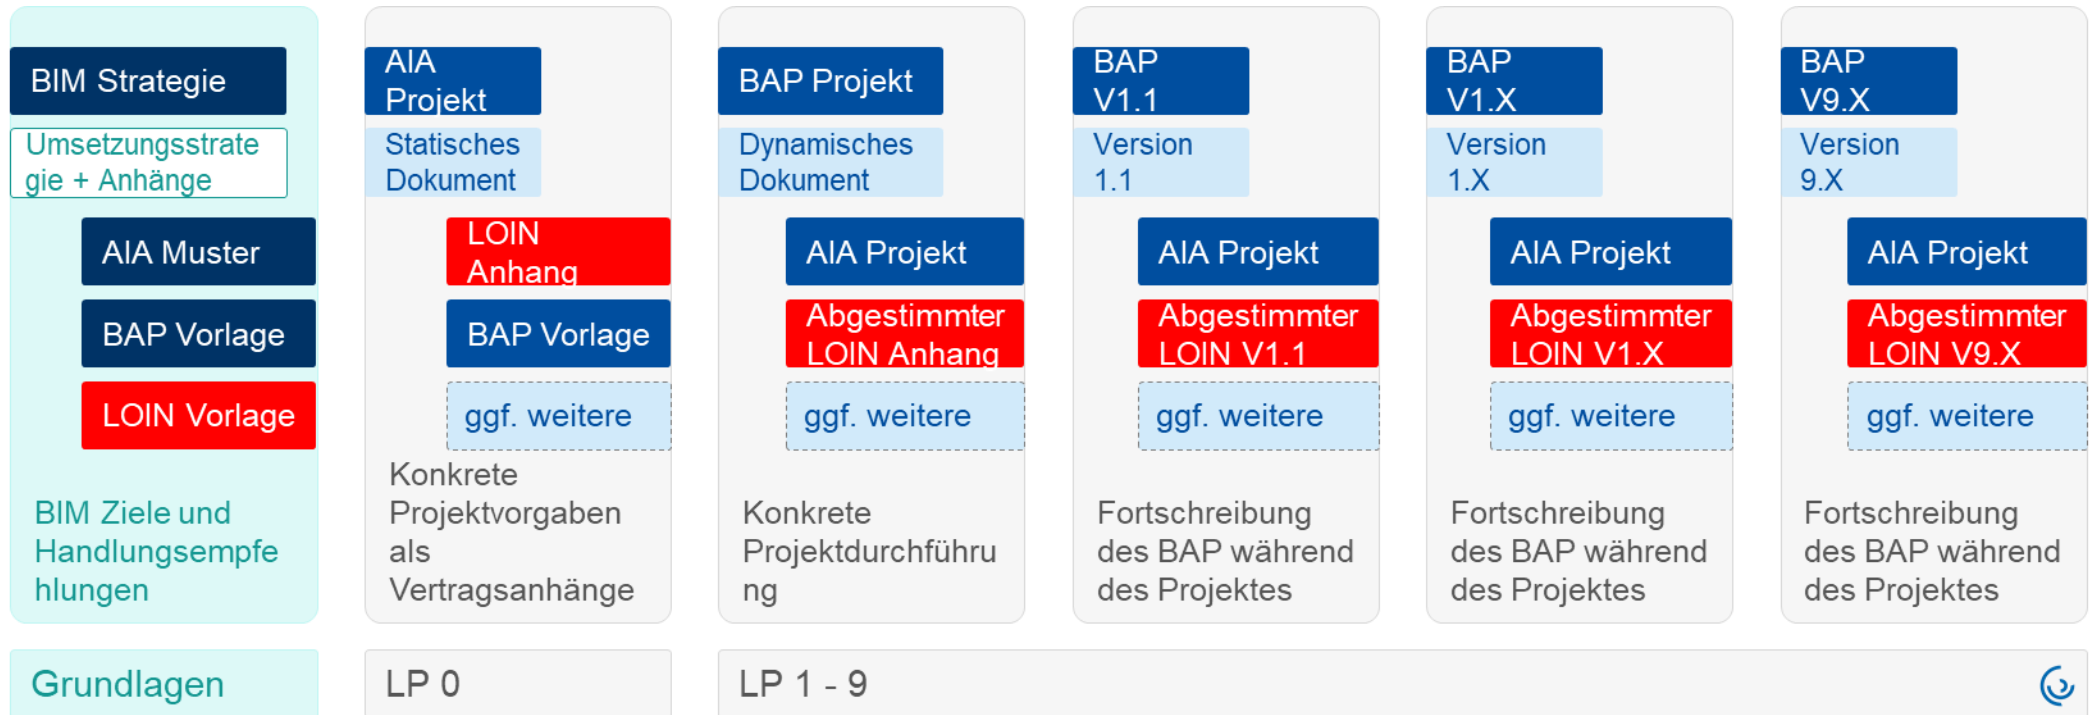 BIM Strategie
Umsetzungsstrate
gie + Anhänge
AIA Muster
BAP Vorlage
LOIN Vorlage
BIM Ziele und
Handlungsempfe
hlungen
Grundlagen
AIA
Projekt
Statisches
Dokument
LOIN
Anhang
BAP Vorlage
ggf. weitere
Konkrete
Projektvorgaben
als
Vertragsanhänge
LP 0
BAP Projekt
Dynamisches
Dokument
AIA Projekt
Abgestimmter
LOIN Anhang
ggf. weitere
Konkrete
Projektdurchführu
ng
BAP
V1.1
Version
1.1
AIA Projekt
Abgestimmter
LOIN V1.1
ggf. weitere
Fortschreibung
des BAP während
des Projektes
BAP
V1.X
Version
1.X
AIA Projekt
Abgestimmter
LOIN V1.X
ggf. weitere
Fortschreibung
des BAP während
des Projektes
BAP
V9.X
Version
9.X
AIA Projekt
Abgestimmter
LOIN V9.X
ggf. weitere
Fortschreibung
des BAP während
des Projektes
LP 1 - 9